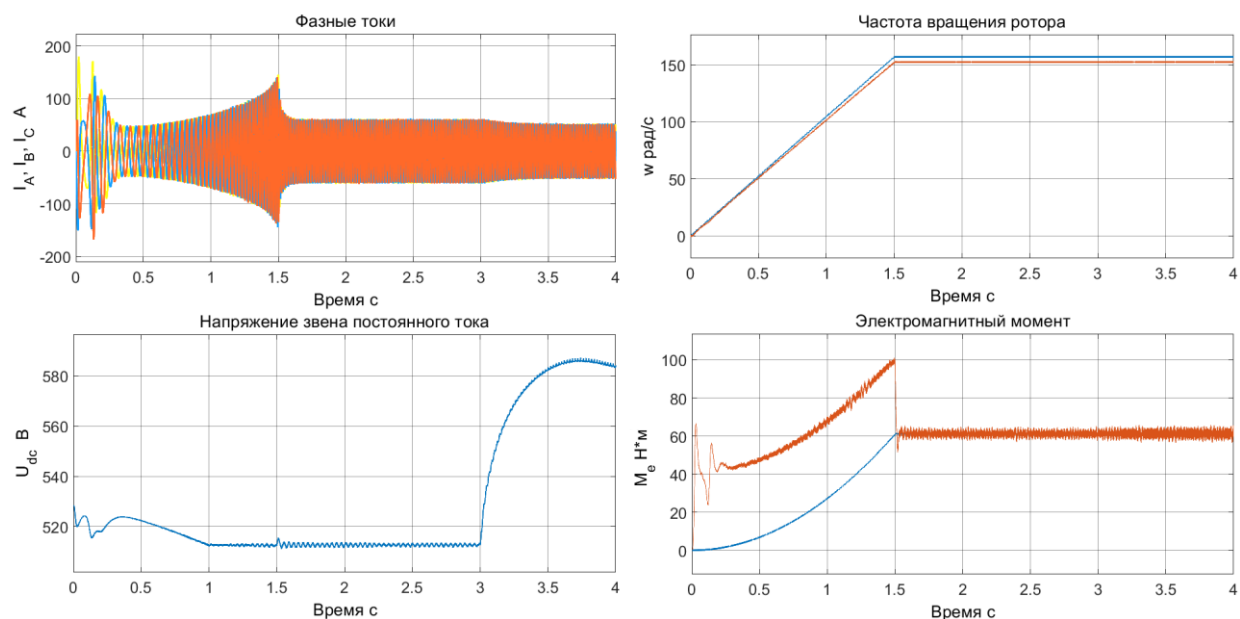 Фазные токи
200
100
0
-100
-200
I_A, I_B, I_C А
0 0.5 1 1.5 2 2.5 3 3.5 4
Время с
Частота вращения ротора
150
100
50
0
w рад/с
0 0.5 1 1.5 2 2.5 3 3.5 4
Время с
Напряжение звена постоянного тока
580
560
540
520
U_dc В
0 0.5 1 1.5 2 2.5 3 3.5 4
Время с
Электромагнитный момент
100
80
60
40
20
0
M_e Н*м
0 0.5 1 1.5 2 2.5 3 3.5 4
Время с